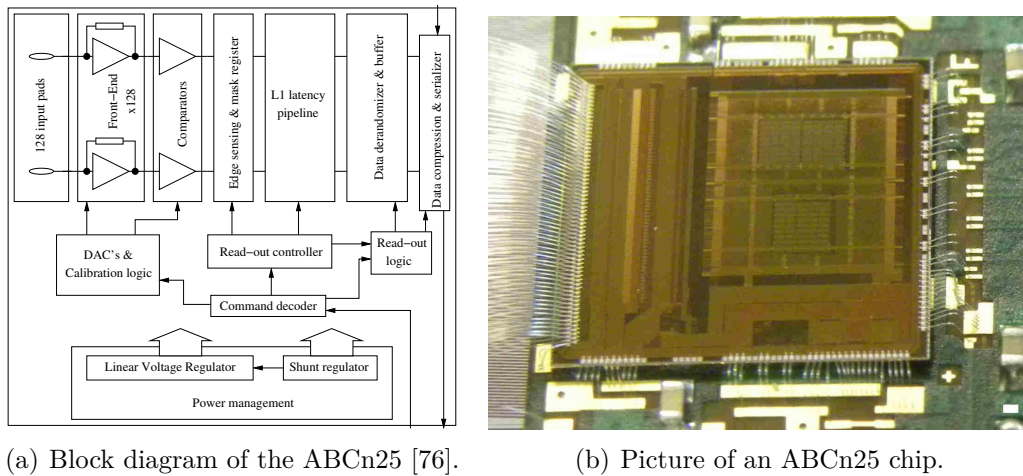 128 input pads
Front−End
x128
Comparators
Edge sensing & mask register
L1 latency
pipeline
Data derandomizer & buffer
Data compression & serializer
DAC's &
Calibration logic
Read−out controller
Read−out
logic
Command decoder
Linear Voltage Regulator
Shunt regulator
Power management
(a) Block diagram of the ABCn25 [76].
(b) Picture of an ABCn25 chip.